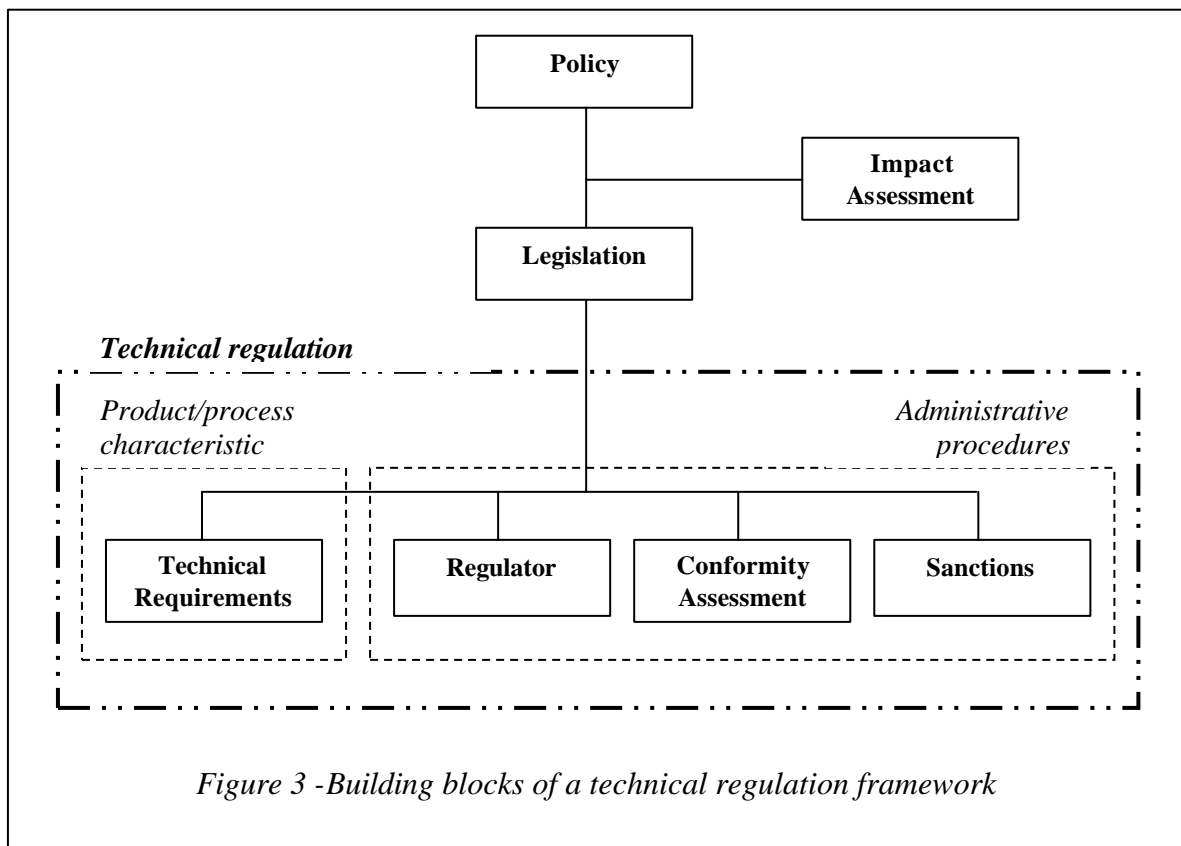 Policy
Impact
Assessment
Legislation
Technical regulation
Product/process
characteristic
Administrative
procedures
Technical
Requirements
Regulator
Conformity
Assessment
Sanctions
Figure 3 -Building blocks of a technical regulation framework